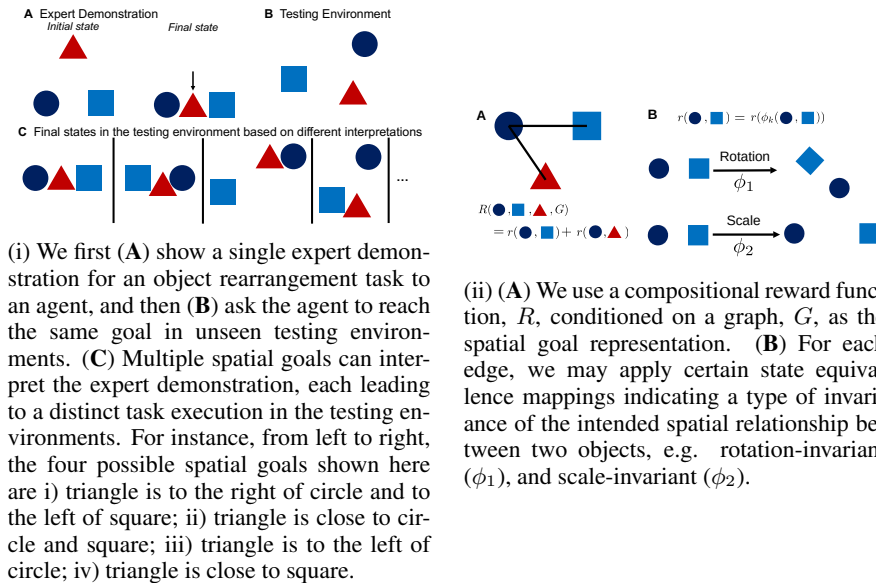 A Expert Demonstration
B Testing Environment
Initial state
Final state
C Final states in the testing environment based on different interpretations
...
(i) We first (A) show a single expert demon-
stration for an object rearrangement task to
an agent, and then (B) ask the agent to reach
the same goal in unseen testing environ-
ments. (C) Multiple spatial goals can inter-
pret the expert demonstration, each leading
to a distinct task execution in the testing en-
vironments. For instance, from left to right,
the four possible spatial goals shown here
are i) triangle is to the right of circle and to
the left of square; ii) triangle is close to cir-
cle and square; iii) triangle is to the left of
circle; iv) triangle is close to square.
A
R(●, ■, ▲, G)
= r(●, ■) + r(●, ▲)
B
r(●, ■) = r(ϕk(●, ■))
Rotation
ϕ1
Scale
ϕ2
(ii) (A) We use a compositional reward func-
tion, R, conditioned on a graph, G, as the
spatial goal representation. (B) For each
edge, we may apply certain state equiva-
lence mappings indicating a type of invari-
ance of the intended spatial relationship be-
tween two objects, e.g. rotation-invariant
(ϕ1), and scale-invariant (ϕ2).